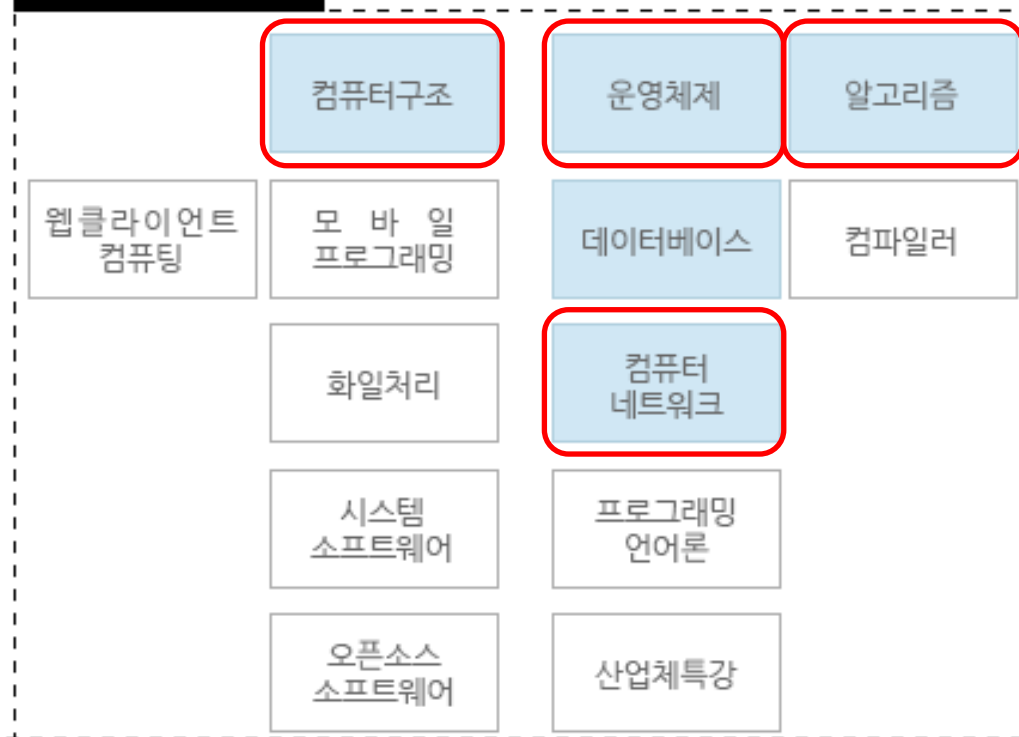 컴퓨터구조
운영체제
알고리즘
웹클라이언트
컴퓨팅
모 바 일
프로그래밍
데이터베이스
컴파일러
화일처리
컴퓨터
네트워크
시스템
소프트웨어
프로그래밍
언어론
오픈소스
소프트웨어
산업체특강